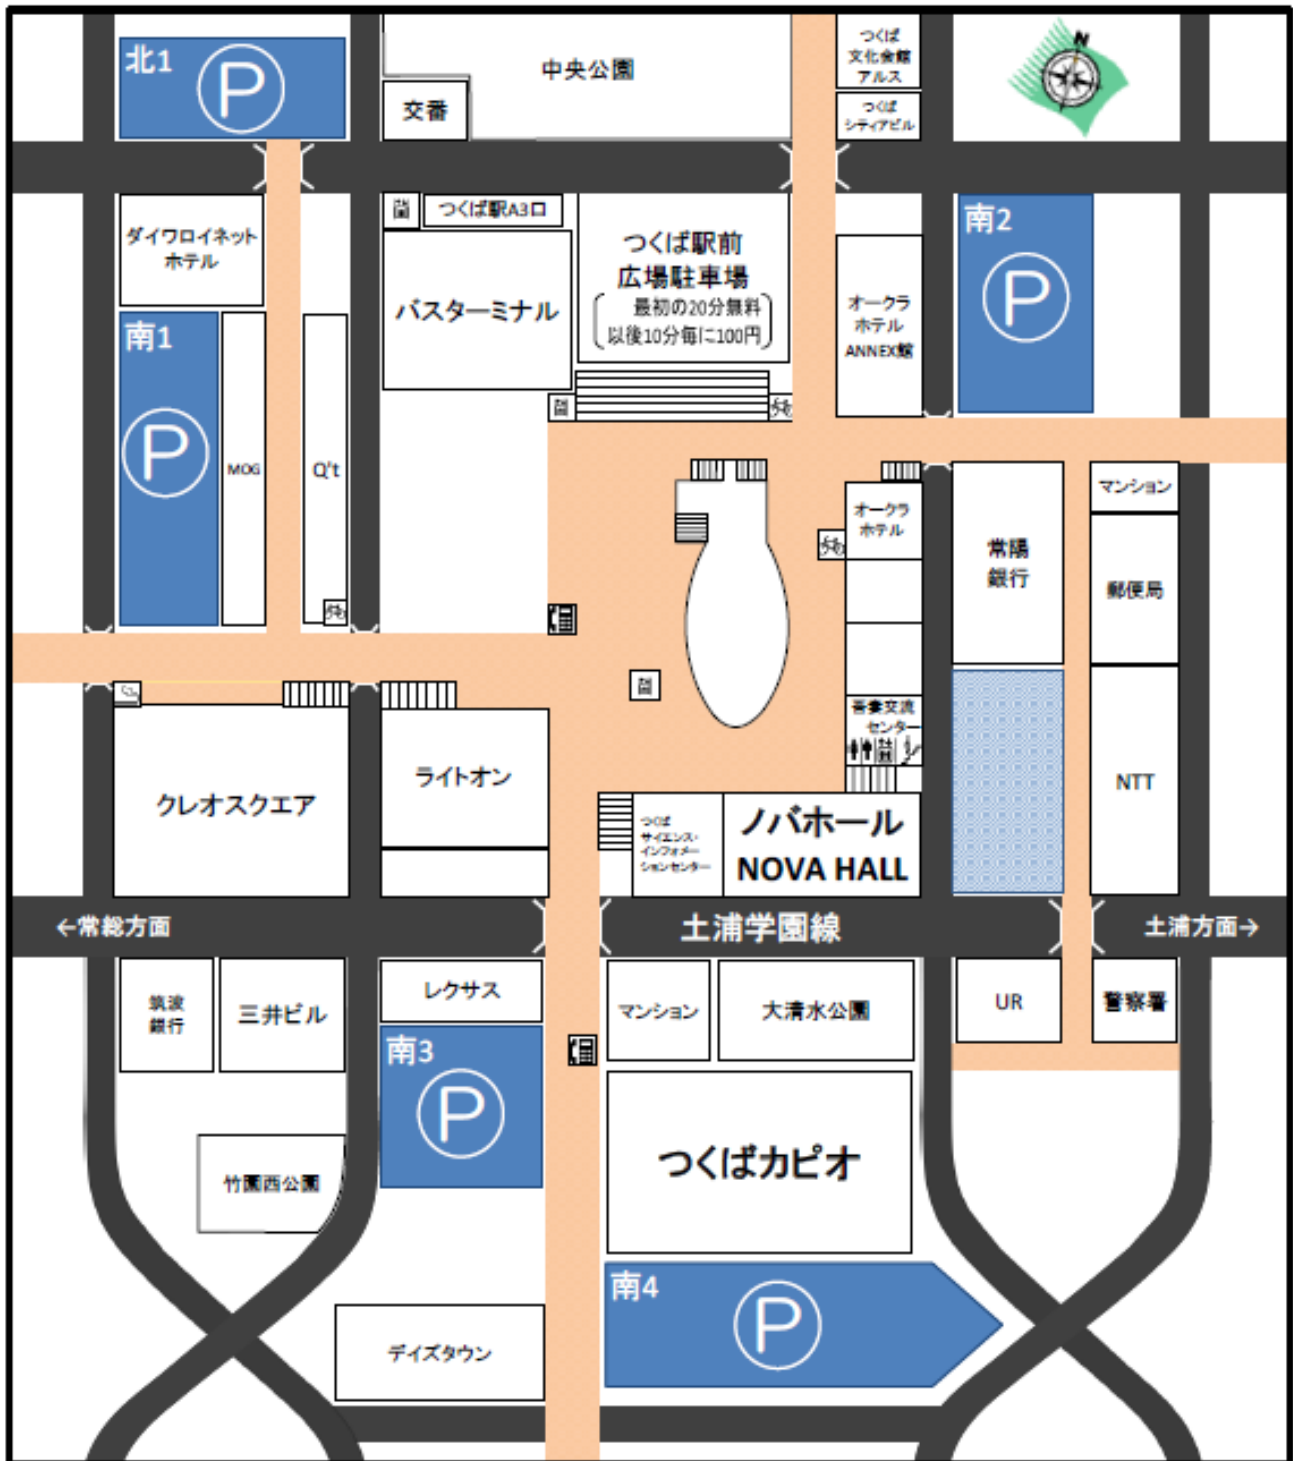 北1
P
中央公園
交番
つくば
文化会館
アルス
つくば
シティアビル
N
ダイワロイネット
ホテル
つくば駅A3口
バスターミナル
つくば駅前
広場駐車場
最初の20分無料
以後10分毎に100円
オークラ
ホテル
ANNEX館
南2
P
南1
P
MOG
Q't
オークラ
ホテル
常陽
銀行
マンション
郵便局
NTT
クレオスクエア
ライトオン
吾妻交流
センター
つくば
サイエンス・
インフォメー
ションセンター
ノバホール
NOVA HALL
←常総方面
土浦学園線
土浦方面→
筑波
銀行
三井ビル
レクサス
マンション
大清水公園
UR
警察署
南3
P
つくばカピオ
竹園西公園
南4
P
デイズタウン